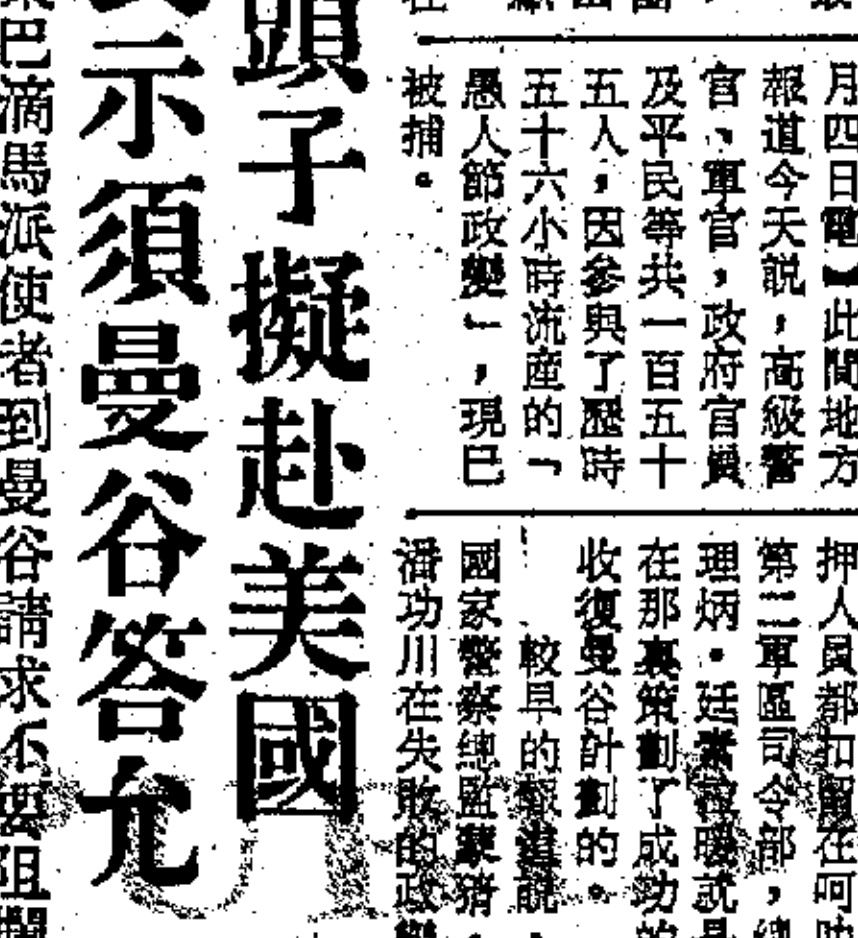 月四日電】此間地方
報道今天説，高級警
官、軍官，政府官員
及平民等共一百五十
五人，因參與了歷時
五十六小時流産的「
愚人節政變」，現已
被捕。
押人員都扣留在呵叻
第二軍區司令部，總
理炳·廷素拉暖就是
在那裏策劃了成功的
收復曼谷計劃的。
較早的報道説，
國家警察總監蒙猜·
潘功川在失敗的政變
頭子擬赴美國
示須曼谷答允
巴滴馬派使者到曼谷請求不要阻攔